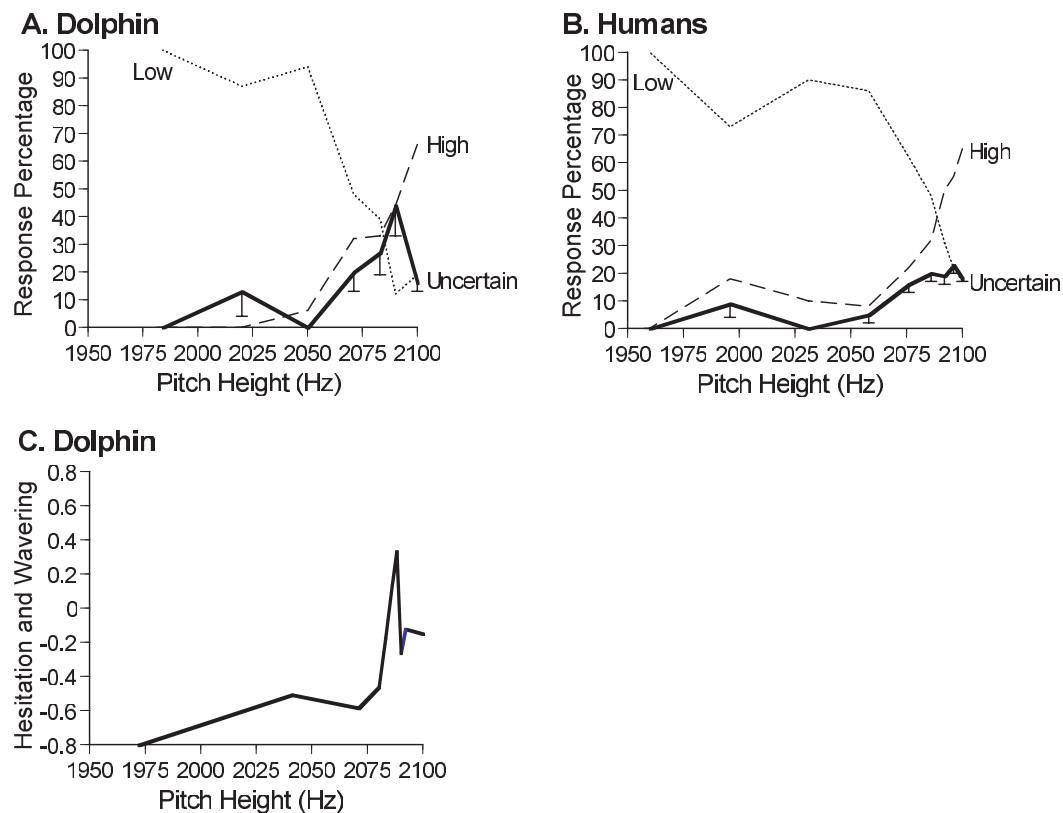 A. Dolphin
Response Percentage
100
90
80
70
60
50
40
30
20
10
0
Low
High
Uncertain
1950 1975 2000 2025 2050 2075 2100
Pitch Height (Hz)
B. Humans
Response Percentage
100
90
80
70
60
50
40
30
20
10
0
Low
High
Uncertain
1950 1975 2000 2025 2050 2075 2100
Pitch Height (Hz)
C. Dolphin
Hesitation and Wavering
0.8
0.6
0.4
0.2
0
-0.2
-0.4
-0.6
-0.8
1950 1975 2000 2025 2050 2075 2100
Pitch Height (Hz)